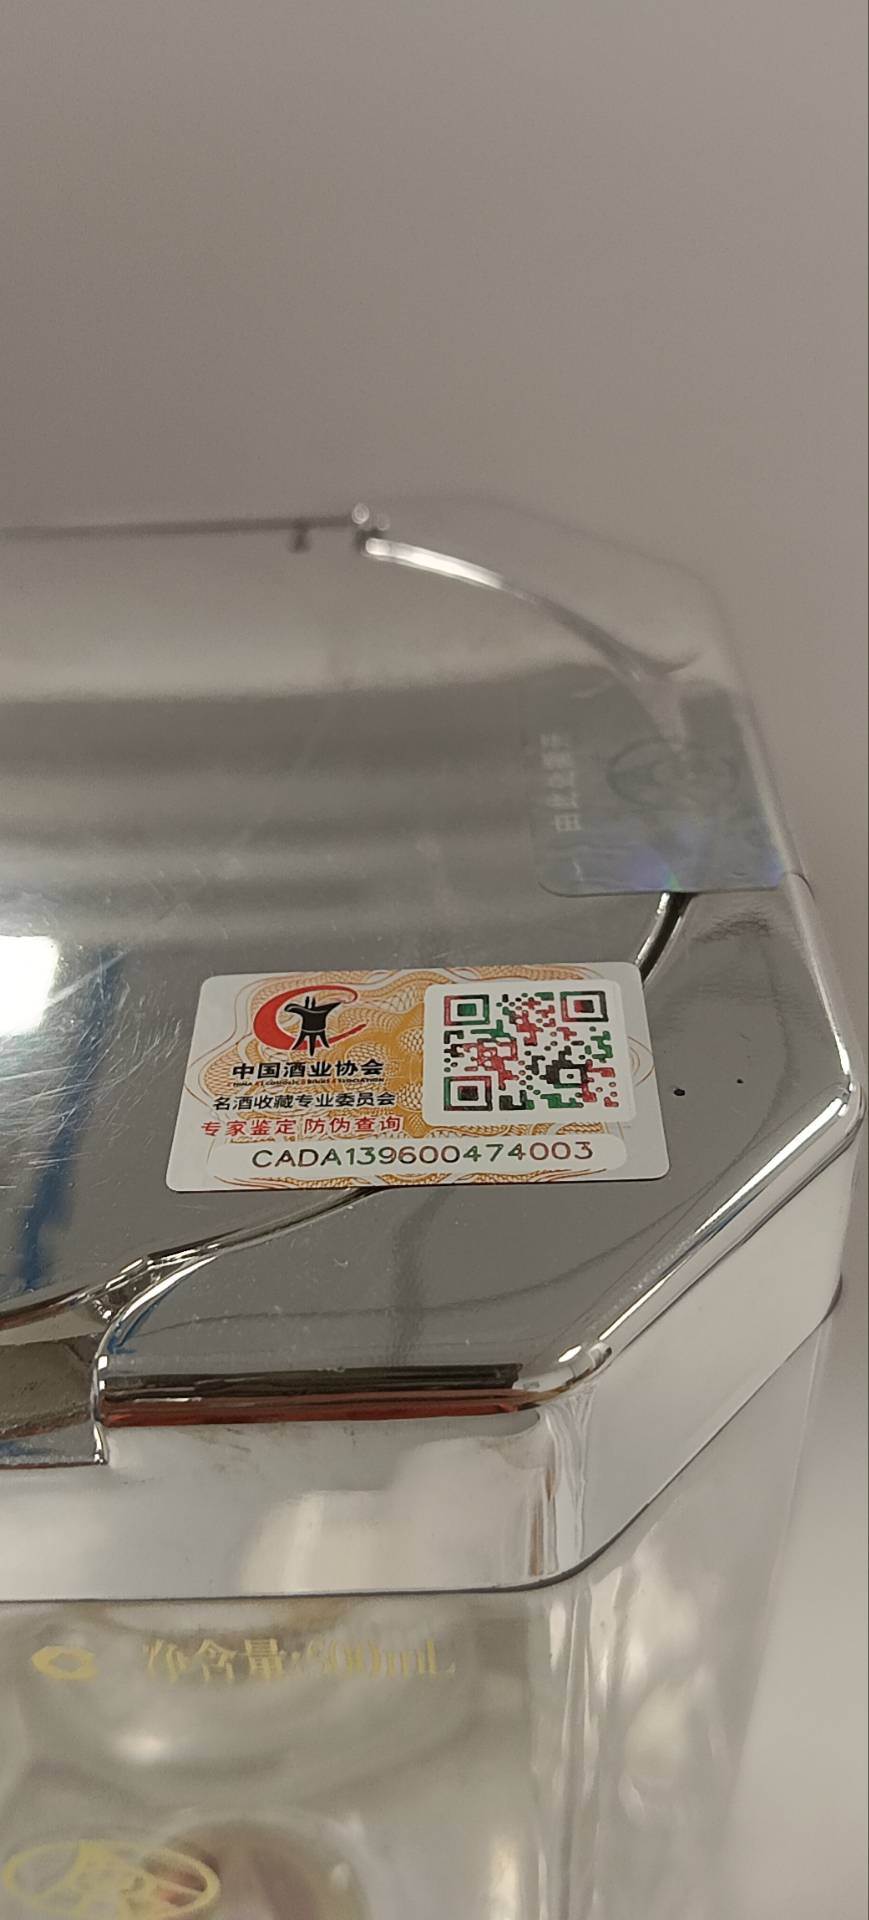 中国酒业协会
名酒收藏专业委员会
专家鉴定 防伪查询
CADA139600474003
净含量:500mL